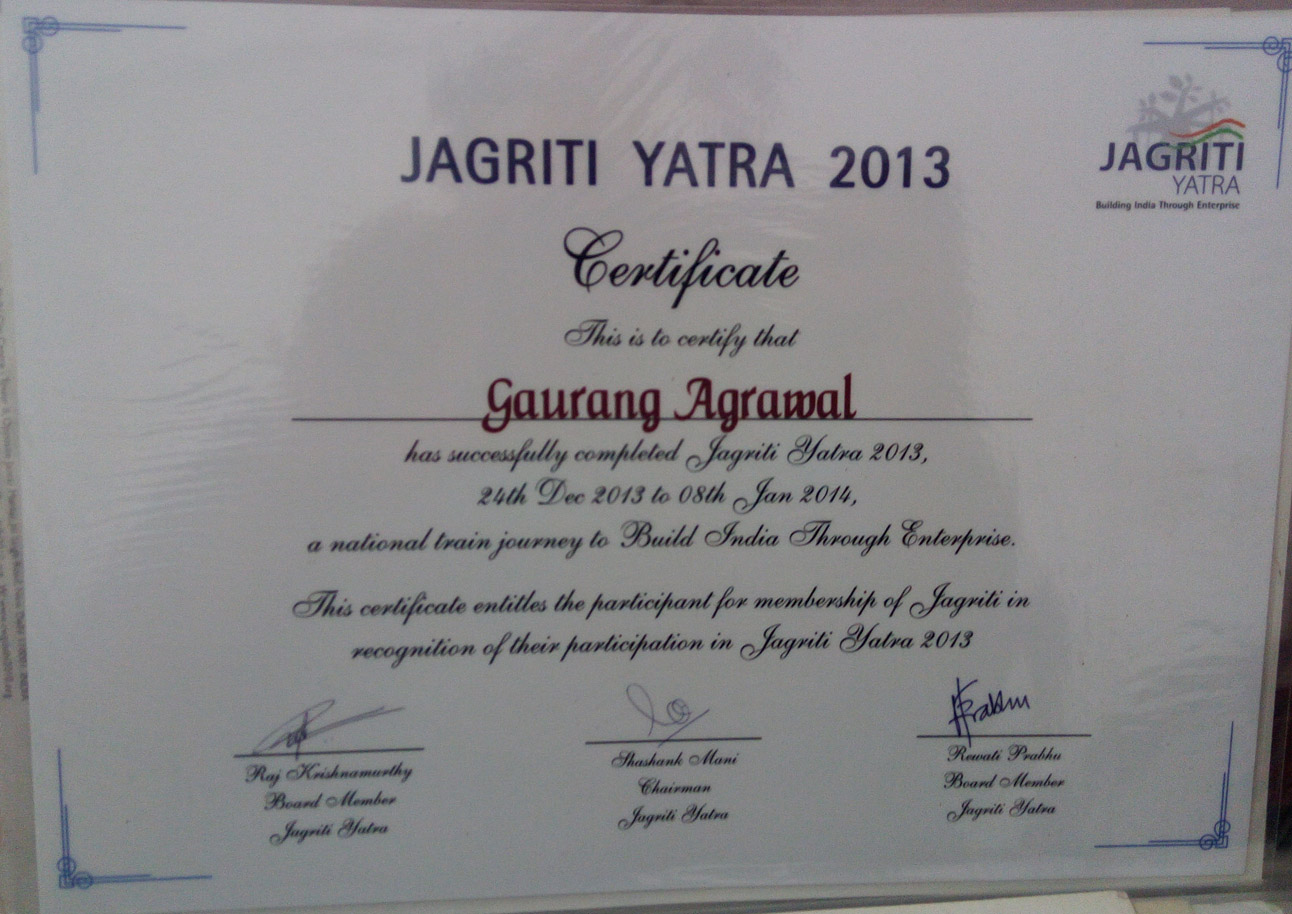 JAGRITI YATRA 2013
JAGRITI
YATRA
Building India Through Enterprise
Certificate
This is to certify that
Gaurang Agrawal
has successfully completed Jagriti Yatra 2013,
24th Dec 2013 to 08th Jan 2014,
a national train journey to Build India Through Enterprise.
This certificate entitles the participant for membership of Jagriti in
recognition of their participation in Jagriti Yatra 2013
Prabhu
Raj Krishnamurthy
Board Member
Jagriti Yatra
Shashank Mani
Chairman
Jagriti Yatra
Rewati Prabhu
Board Member
Jagriti Yatra